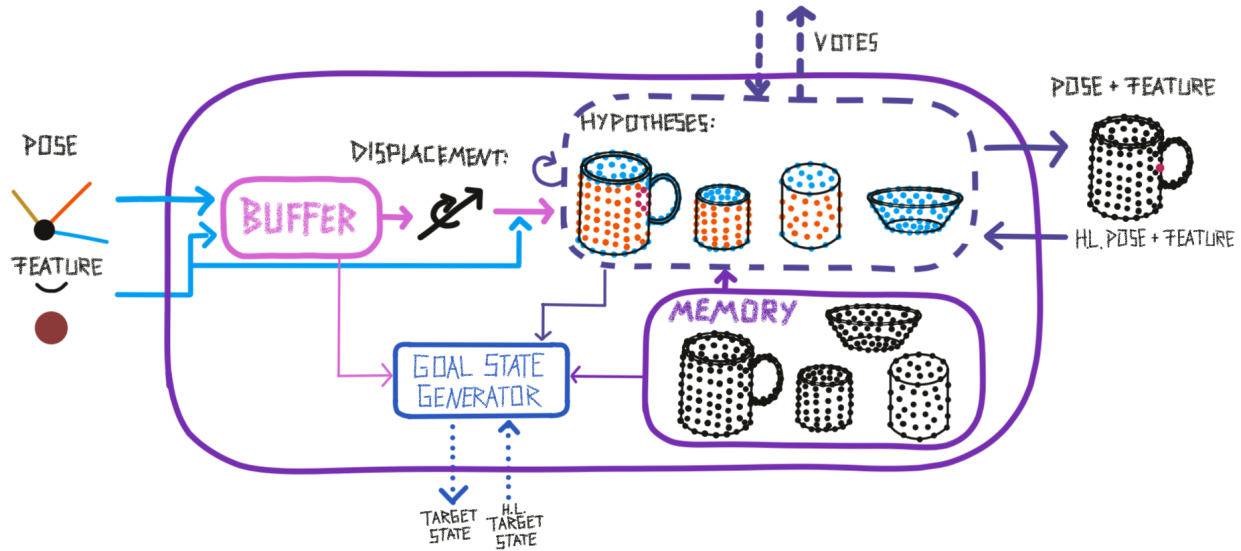 VOTES
POSE + FEATURE
HYPOTHESES:
POSE
DISPLACEMENT:
BUFFER
H.L. POSE + FEATURE
FEATURE
MEMORY
GOAL STATE
GENERATOR
TARGET
STATE
H.L.
TARGET
STATE